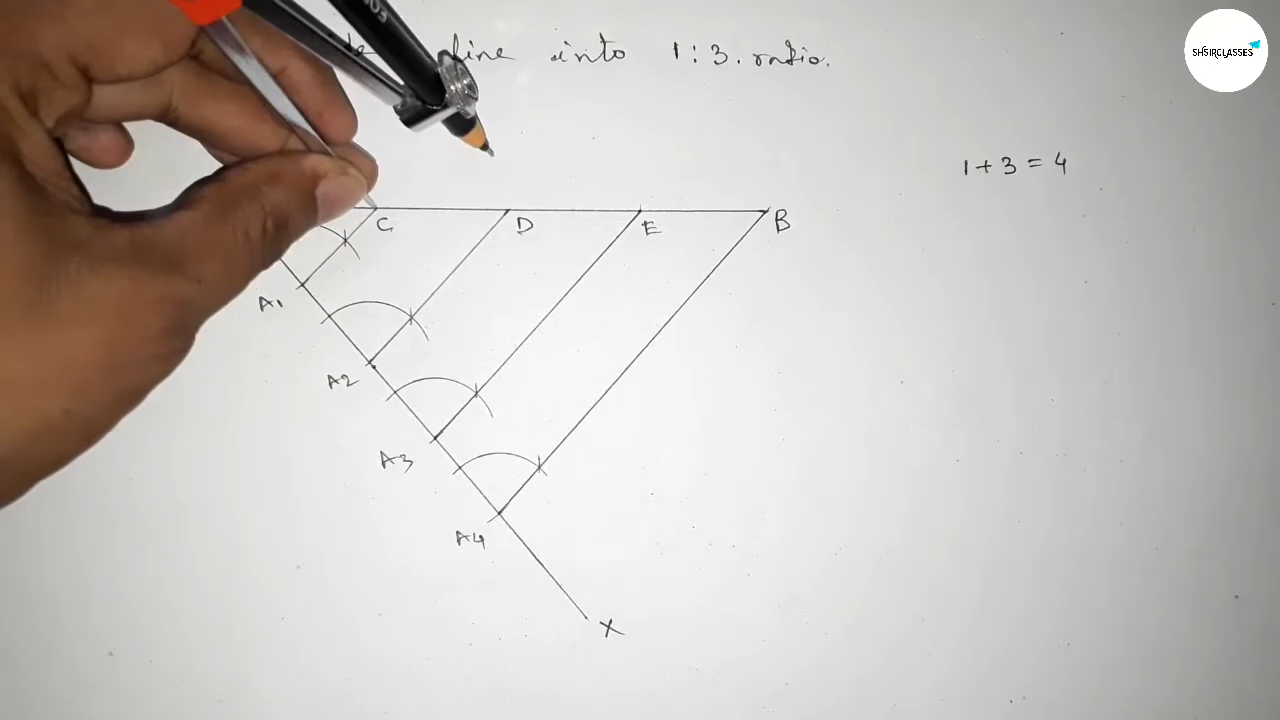 line into 1:3. ratio.
SHSIRCLASSES
1+3=4
C
D
E
B
A1
A2
A3
A4
X